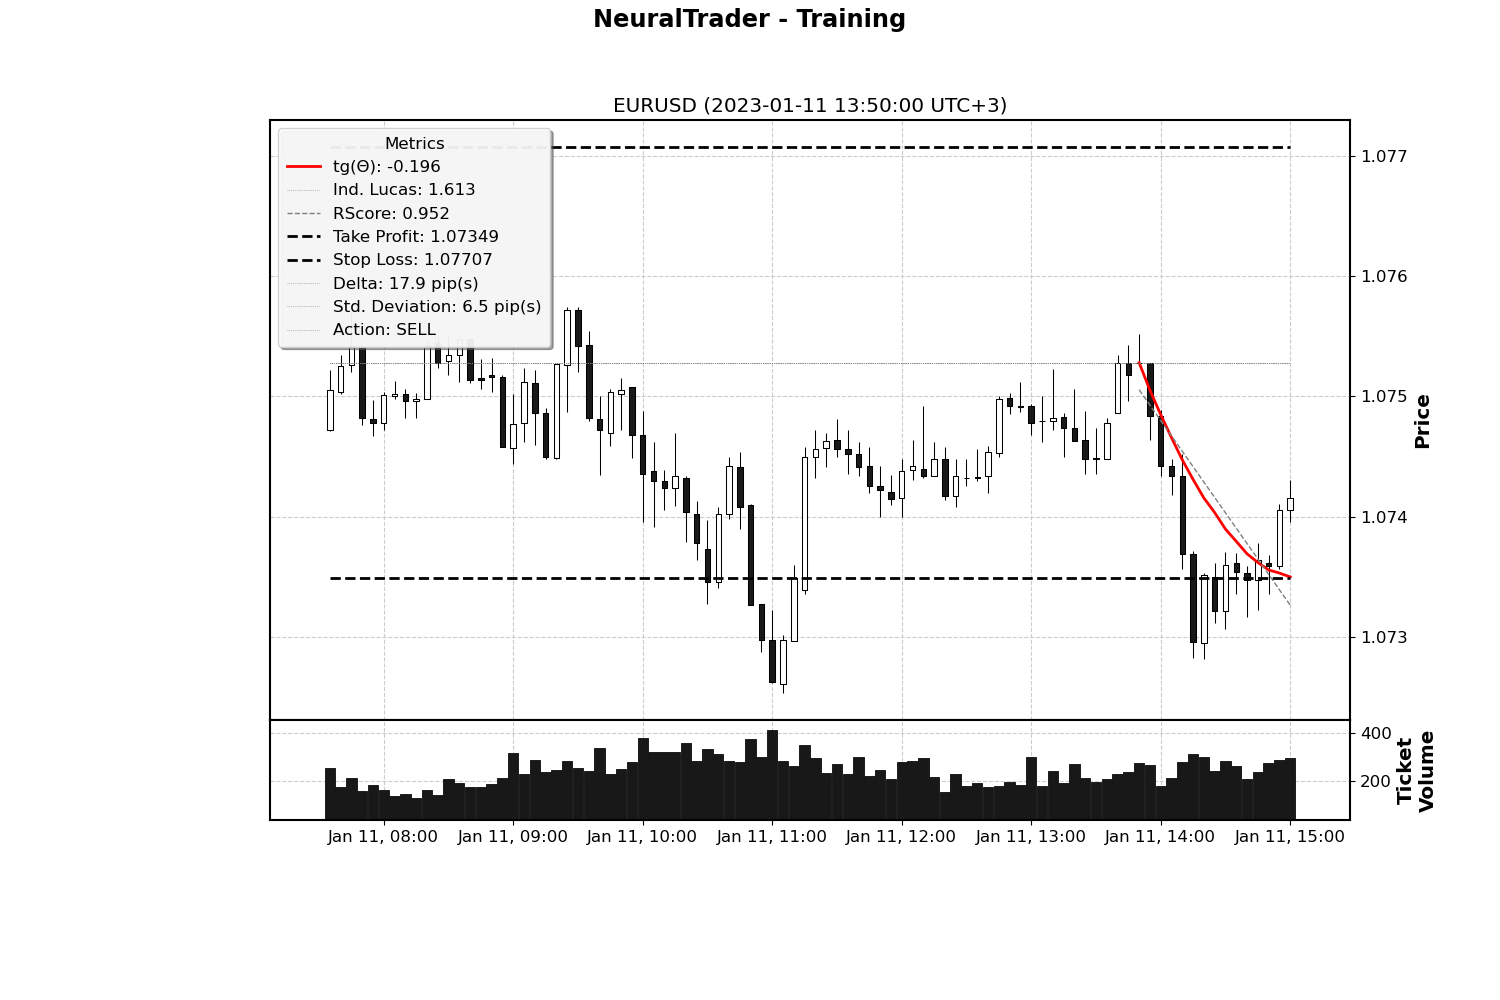 NeuralTrader - Training
EURUSD (2023-01-11 13:50:00 UTC+3)
Metrics
tg(Θ): -0.196
Ind. Lucas: 1.613
RScore: 0.952
Take Profit: 1.07349
Stop Loss: 1.07707
Delta: 17.9 pip(s)
Std. Deviation: 6.5 pip(s)
Action: SELL
1.077
1.076
1.075
1.074
1.073
Price
400
200
Ticket
Volume
Jan 11, 08:00
Jan 11, 09:00
Jan 11, 10:00
Jan 11, 11:00
Jan 11, 12:00
Jan 11, 13:00
Jan 11, 14:00
Jan 11, 15:00